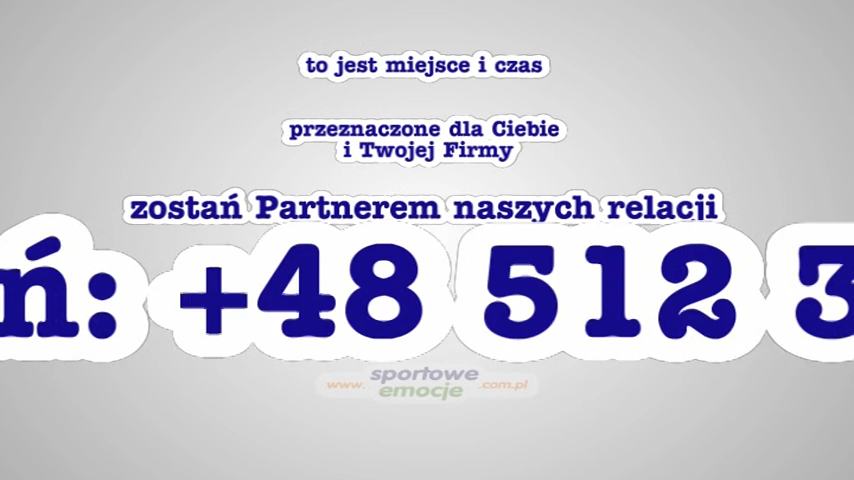 to jest miejsce i czas
przeznaczone dla Ciebie
i Twojej Firmy
zostań Partnerem naszych relacji
ń: +48 512 3
www.sportowe emocje.com.pl